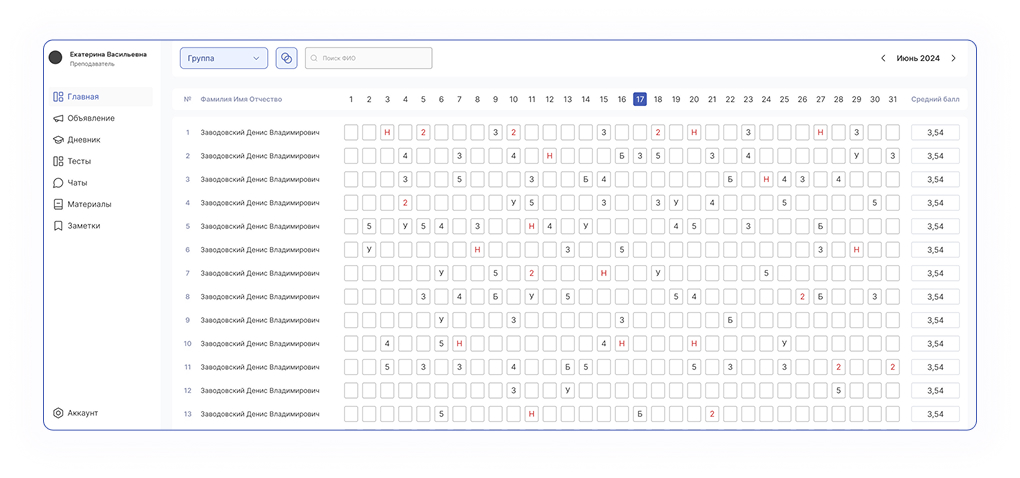 Екатерина Васильевна
Преподаватель
Главная
Объявление
Дневник
Тесты
Чаты
Материалы
Заметки
Аккаунт
Группа Поиск ФИО Июнь 2024
№ Фамилия Имя Отчество 1 2 3 4 5 6 7 8 9 10 11 12 13 14 15 16 17 18 19 20 21 22 23 24 25 26 27 28 29 30 31 Средний балл
1 Заводовский Денис Владимирович Н 2 3 2 3 2 Н 3 Н 3 3,54
2 Заводовский Денис Владимирович 4 3 4 Н Б 3 5 3 4 У 3 3,54
3 Заводовский Денис Владимирович 3 5 3 Б 4 Б Н 4 3 4 3,54
4 Заводовский Денис Владимирович 2 У 5 3 3 У 4 5 5 3,54
5 Заводовский Денис Владимирович 5 У 5 4 3 Н 4 У 4 5 3 Б 3,54
6 Заводовский Денис Владимирович У Н 3 5 3 Н 3,54
7 Заводовский Денис Владимирович У 5 2 Н У 5 3,54
8 Заводовский Денис Владимирович 3 4 Б У 5 5 4 2 Б 3 3,54
9 Заводовский Денис Владимирович У 3 3 Б 3,54
10 Заводовский Денис Владимирович 4 5 Н 4 Н Н У 3,54
11 Заводовский Денис Владимирович 5 3 3 4 Б 5 5 3 3 2 2 3,54
12 Заводовский Денис Владимирович 3 У 5 3,54
13 Заводовский Денис Владимирович 5 Н Б 2 3,54